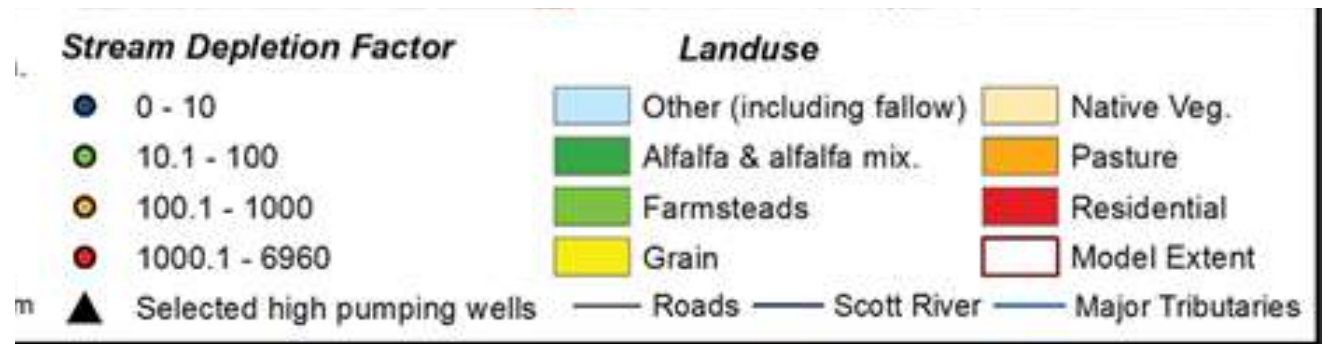 Stream Depletion Factor
0 - 10
10.1 - 100
100.1 - 1000
1000.1 - 6960
Selected high pumping wells
Landuse
Other (including fallow)
Alfalfa & alfalfa mix.
Farmsteads
Grain
Native Veg.
Pasture
Residential
Model Extent
Roads
Scott River
Major Tributaries